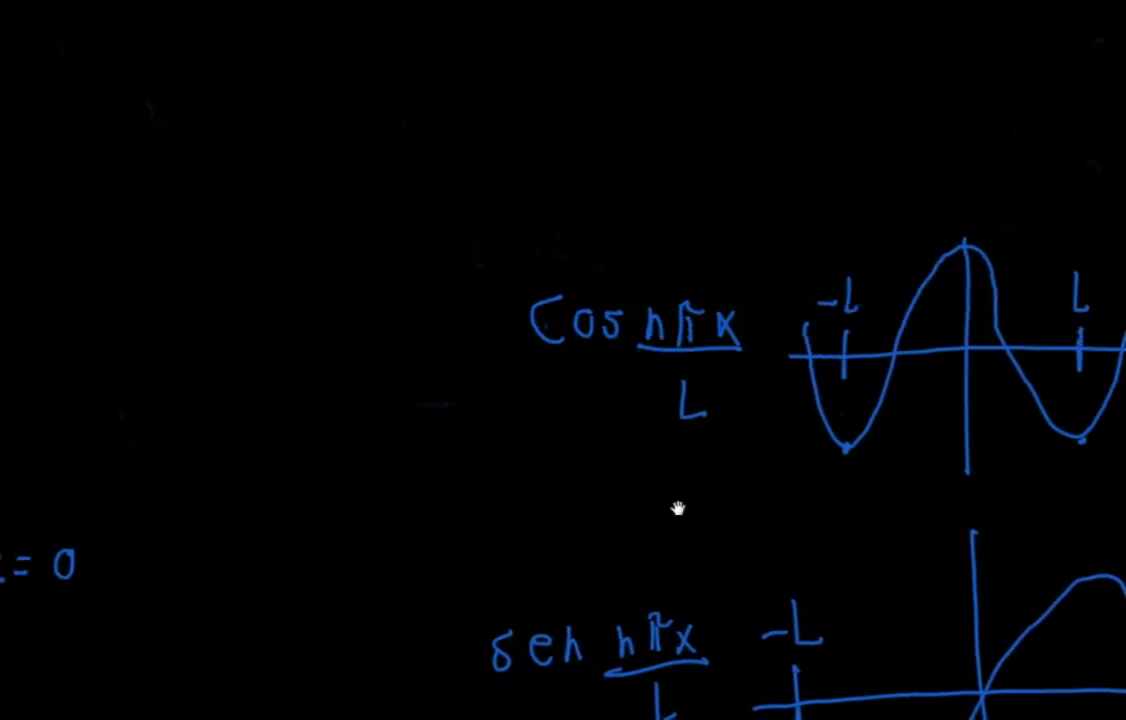 -L
L
cos nπx
L
= 0
-L
sen nπx
L